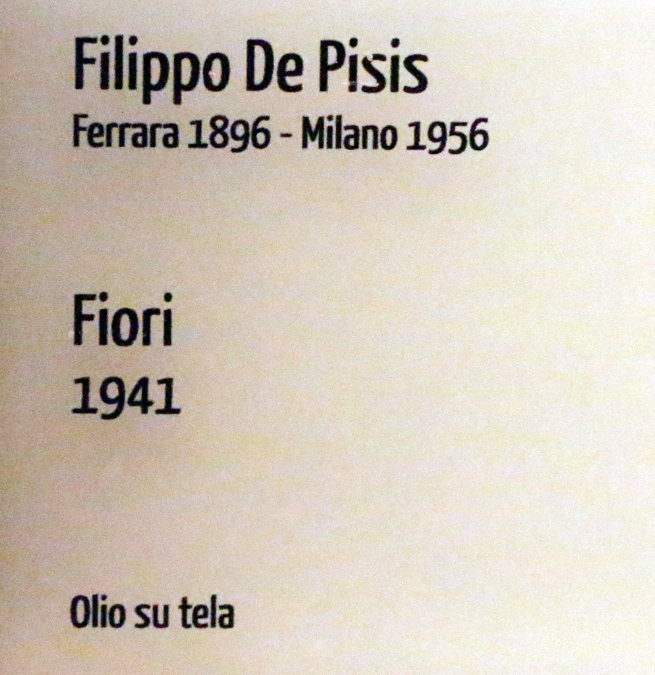 Filippo De Pisis
Ferrara 1896 - Milano 1956
Fiori
1941
Olio su tela